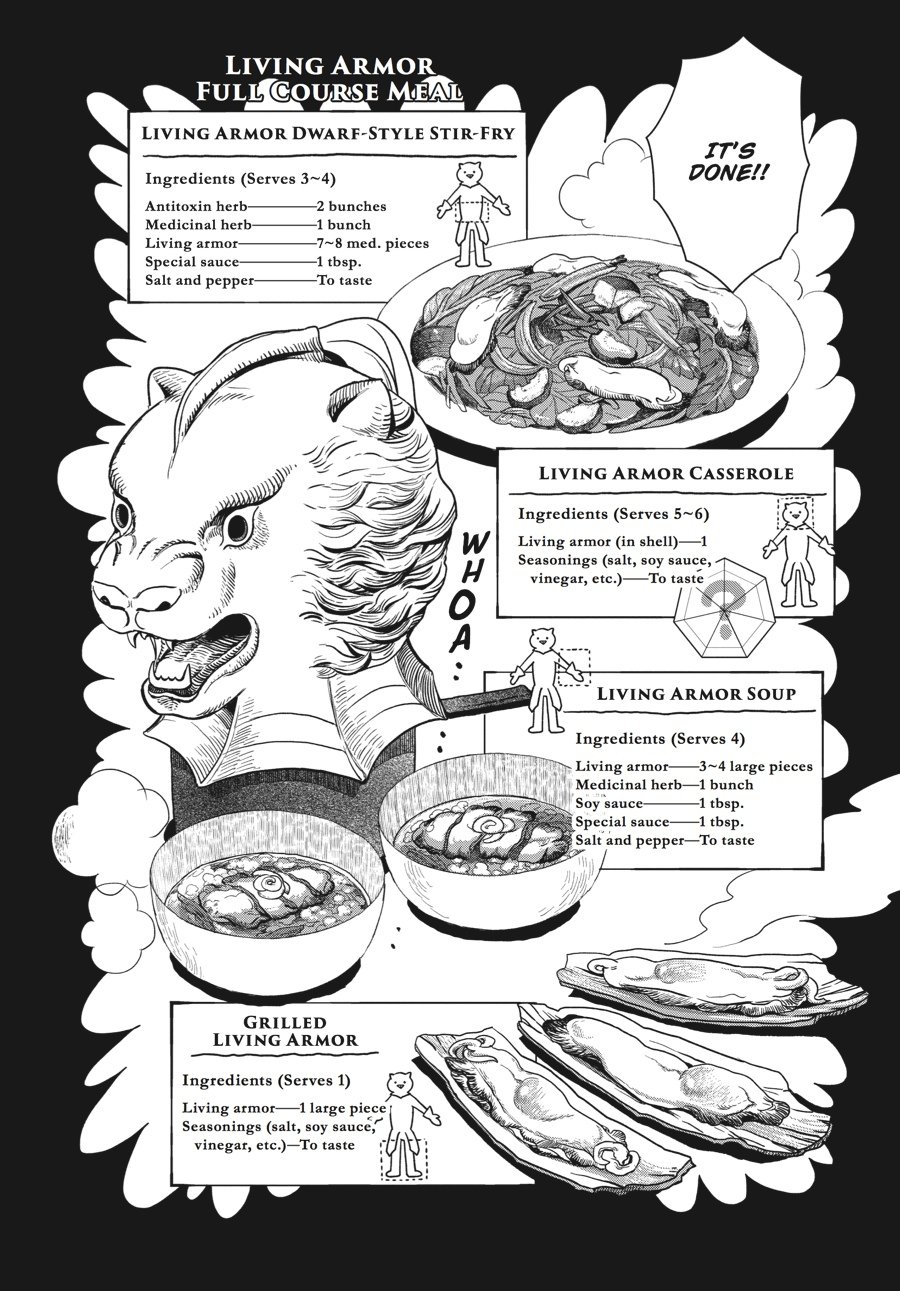 LIVING ARMOR
FULL COURSE MEAL
LIVING ARMOR DWARF-STYLE STIR-FRY
Ingredients (Serves 3~4)
Antitoxin herb——2 bunches
Medicinal herb——1 bunch
Living armor——7~8 med. pieces
Special sauce——1 tbsp.
Salt and pepper——To taste
IT'S
DONE!!
LIVING ARMOR CASSEROLE
Ingredients (Serves 5~6)
Living armor (in shell)—1
Seasonings (salt, soy sauce,
vinegar, etc.)—To taste
?
WHOA...
LIVING ARMOR SOUP
Ingredients (Serves 4)
Living armor——3~4 large pieces
Medicinal herb—1 bunch
Soy sauce——1 tbsp.
Special sauce——1 tbsp.
Salt and pepper—To taste
GRILLED
LIVING ARMOR
Ingredients (Serves 1)
Living armor—1 large piece
Seasonings (salt, soy sauce,
vinegar, etc.)—To taste